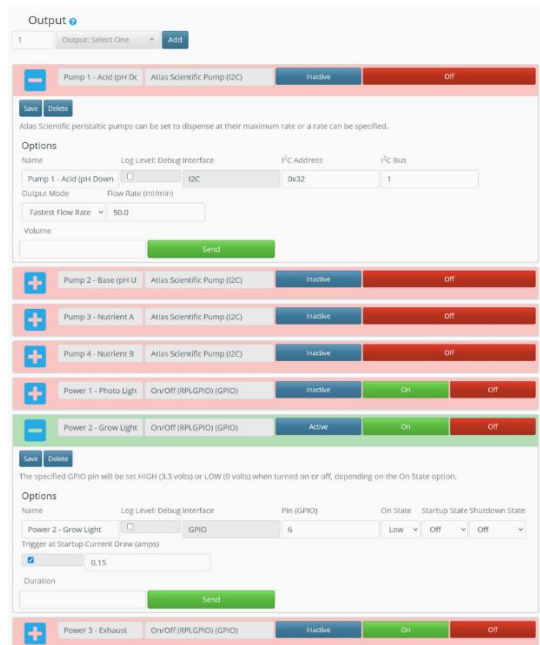 Output ?
1 Output: Select One Add
Pump 1 - Acid (pH Dc Atlas Scientific Pump (I2C) Inactive Off
Save Delete
Atlas Scientific peristaltic pumps can be set to dispense at their maximum rate or a rate can be specified.
Options
Name Log Level: Debug Interface I²C Address I²C Bus
Pump 1 - Acid (pH Down I2C 0x32 1
Output Mode Flow Rate (ml/min)
Fastest Flow Rate 50.0
Volume
Send
Pump 2 - Base (pH U Atlas Scientific Pump (I2C) Inactive Off
Pump 3 - Nutrient A Atlas Scientific Pump (I2C) Inactive Off
Pump 4 - Nutrient B Atlas Scientific Pump (I2C) Inactive Off
Power 1 - Photo Ligh On/Off (RPi.GPIO) (GPIO) Inactive On Off
Power 2 - Grow Light On/Off (RPi.GPIO) (GPIO) Active On Off
Save Delete
The specified GPIO pin will be set HIGH (3.3 volts) or LOW (0 volts) when turned on or off, depending on the On State option.
Options
Name Log Level: Debug Interface Pin (GPIO) On State Startup State Shutdown State
Power 2 - Grow Light GPIO 6 Low Off Off
Trigger at Startup Current Draw (amps)
0.15
Duration
Send
Power 3 - Exhaust On/Off (RPi.GPIO) (GPIO) Inactive On Off